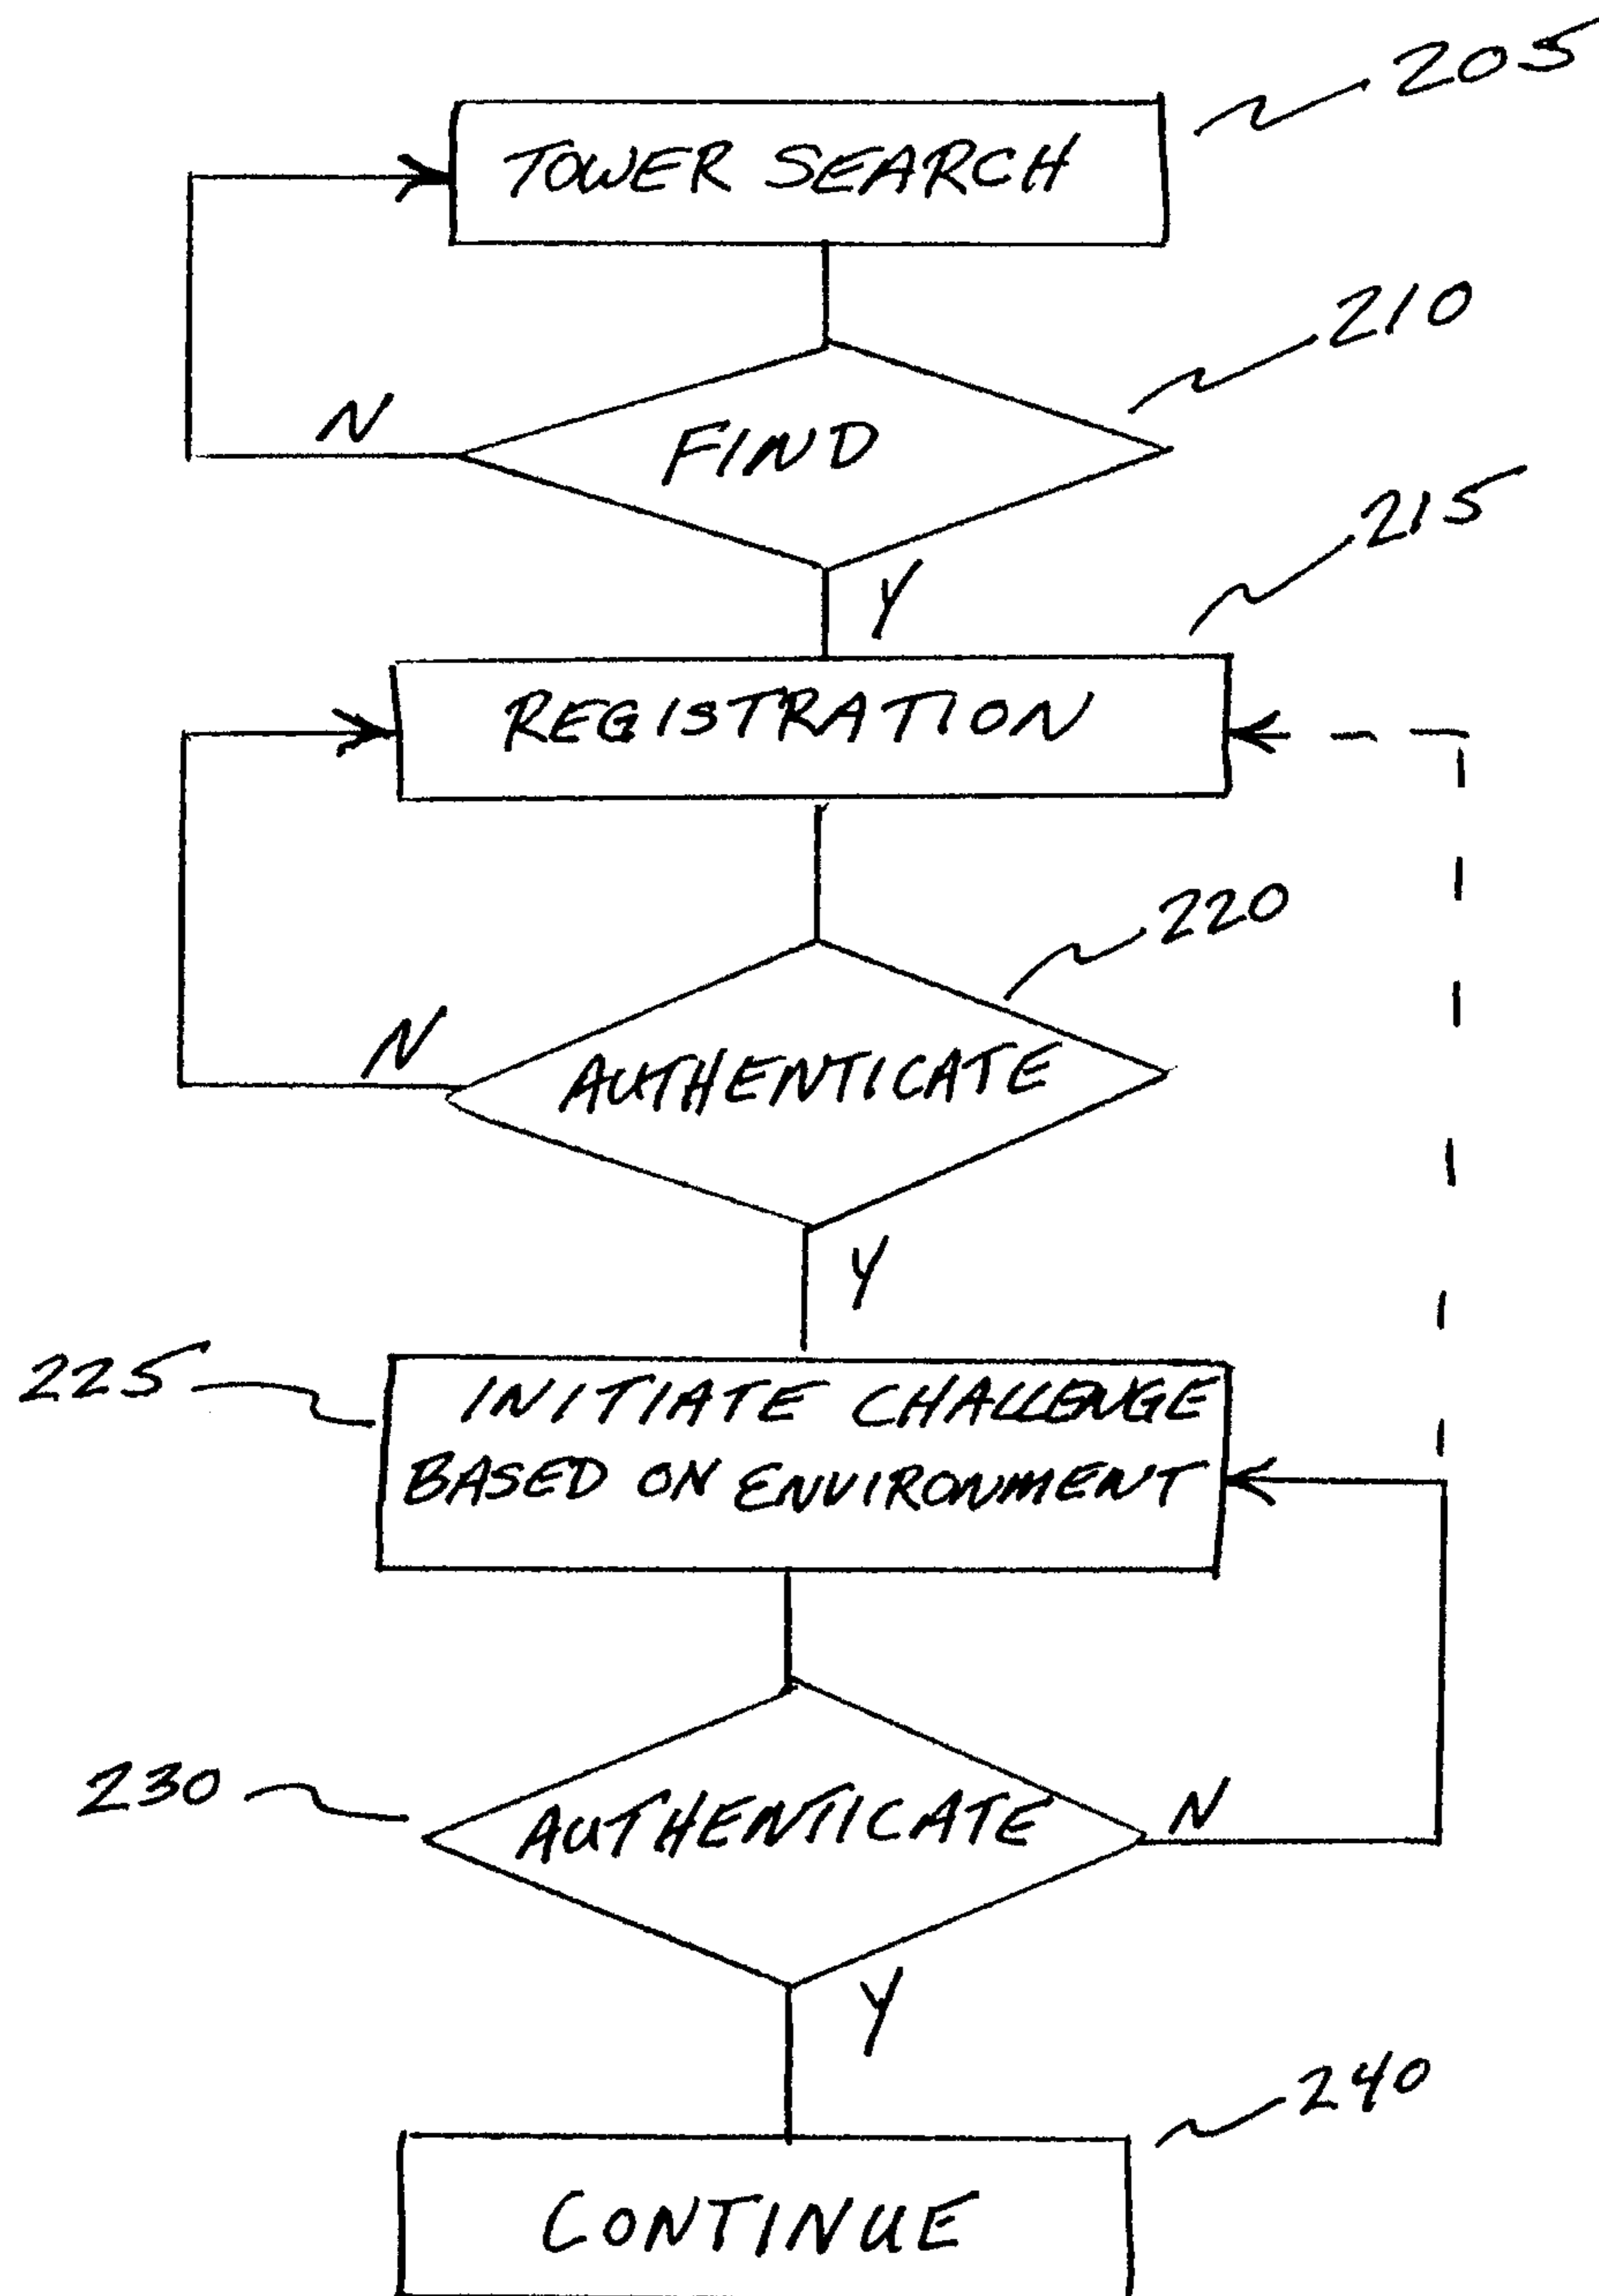 205
TOWER SEARCH
210
N
FIND
215
Y
REGISTRATION
220
N
AUTHENTICATE
Y
225
INITIATE CHALLENGE
BASED ON ENVIRONMENT
230
AUTHENTICATE
N
Y
240
CONTINUE